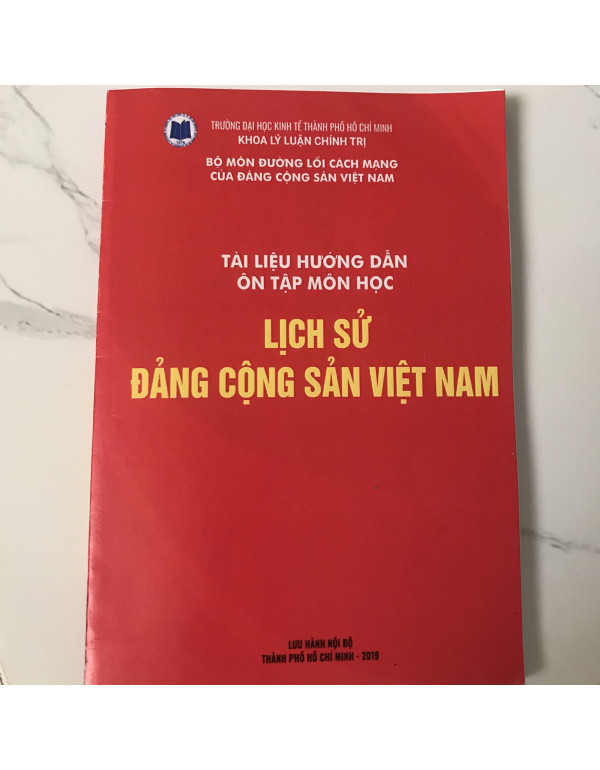 TRƯỜNG ĐẠI HỌC KINH TẾ THÀNH PHỐ HỒ CHÍ MINH
KHOA LÝ LUẬN CHÍNH TRỊ
BỘ MÔN ĐƯỜNG LỐI CÁCH MẠNG
CỦA ĐẢNG CỘNG SẢN VIỆT NAM
TÀI LIỆU HƯỚNG DẪN
ÔN TẬP MÔN HỌC
LỊCH SỬ
ĐẢNG CỘNG SẢN VIỆT NAM
LƯU HÀNH NỘI BỘ
THÀNH PHỐ HỒ CHÍ MINH - 2019